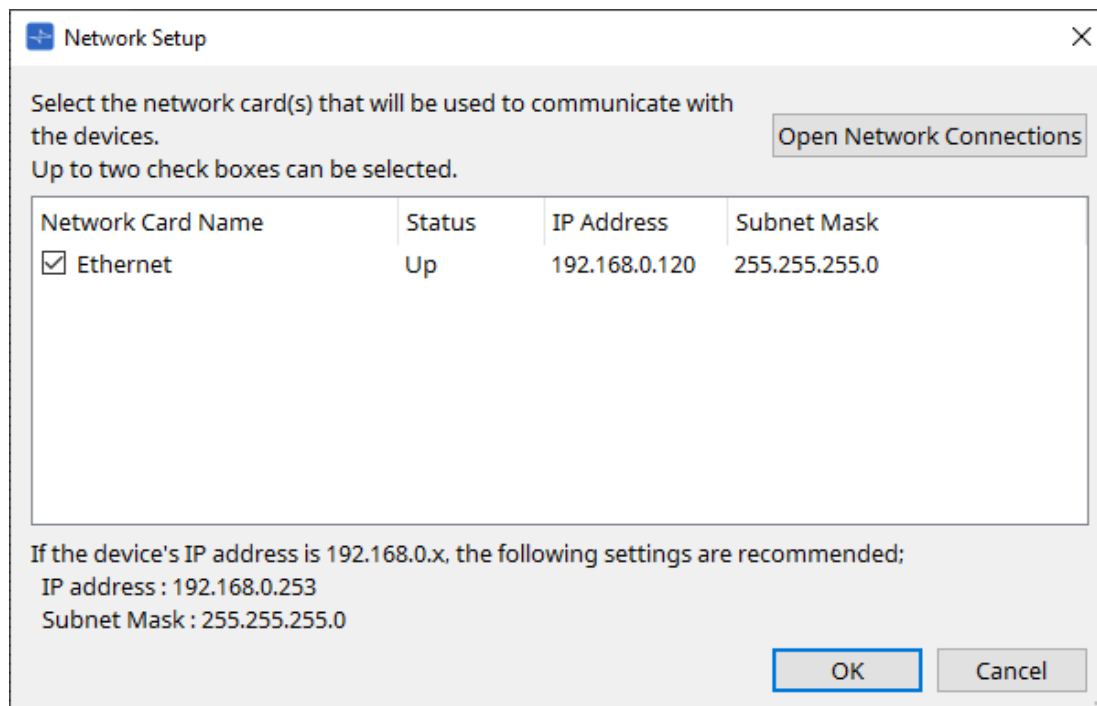 Network Setup
Select the network card(s) that will be used to communicate with
the devices.
Open Network Connections
Up to two check boxes can be selected.
Network Card Name Status IP Address Subnet Mask
Ethernet Up 192.168.0.120 255.255.255.0
If the device's IP address is 192.168.0.x, the following settings are recommended;
IP address : 192.168.0.253
Subnet Mask : 255.255.255.0
OK Cancel